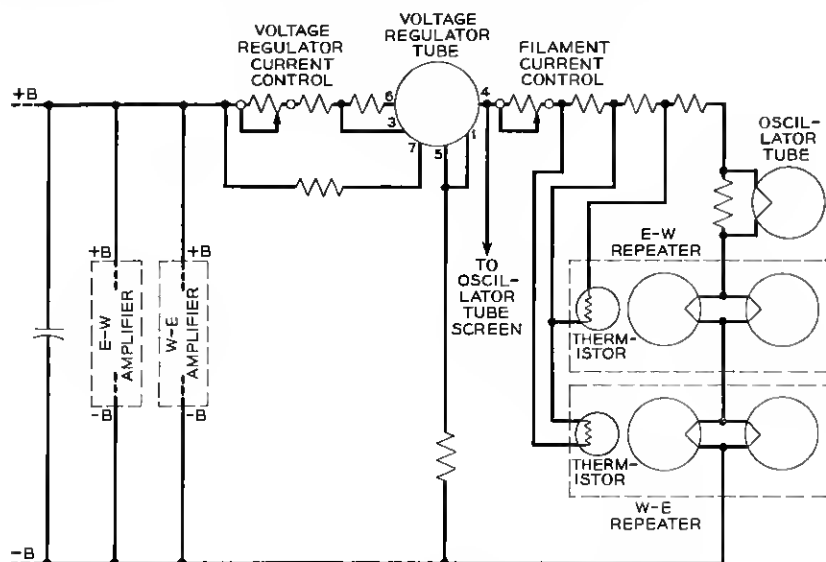 VOLTAGE
REGULATOR
CURRENT
CONTROL
VOLTAGE
REGULATOR
TUBE
FILAMENT
CURRENT
CONTROL
+B
6
3
7
5
4
1
OSCIL-
LATOR
TUBE
TO
OSCIL-
LATOR
TUBE
SCREEN
E-W
REPEATER
+B
+B
E-W
AMPLIFIER
W-E
AMPLIFIER
THERM-
ISTOR
-B
-B
THERM-
ISTOR
W-E
REPEATER
-B